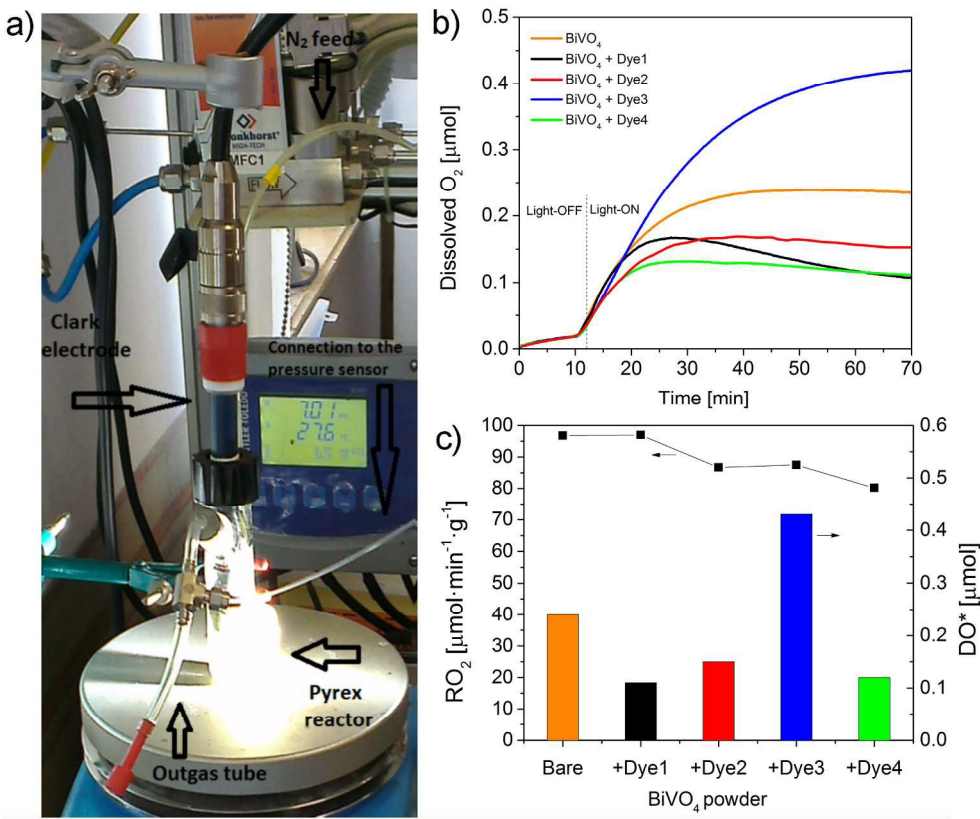 a)
N₂ feed
onkhorst
HIGH-TECH
MFC1
FLOW
Clark
electrode
Connection to the
pressure sensor
7.01
27.6
Pyrex
reactor
Outgas tube
b)
BiVO₄
BiVO₄ + Dye1
BiVO₄ + Dye2
BiVO₄ + Dye3
BiVO₄ + Dye4
Light-OFF
Light-ON
Dissolved O₂ [μmol]
0.5
0.4
0.3
0.2
0.1
0.0
0 10 20 30 40 50 60 70
Time [min]
c)
RO₂ [μmol·min⁻¹·g⁻¹]
100
90
80
70
60
50
40
30
20
10
0
DO* [μmol]
0.6
0.5
0.4
0.3
0.2
0.1
0.0
Bare +Dye1 +Dye2 +Dye3 +Dye4
BiVO₄ powder